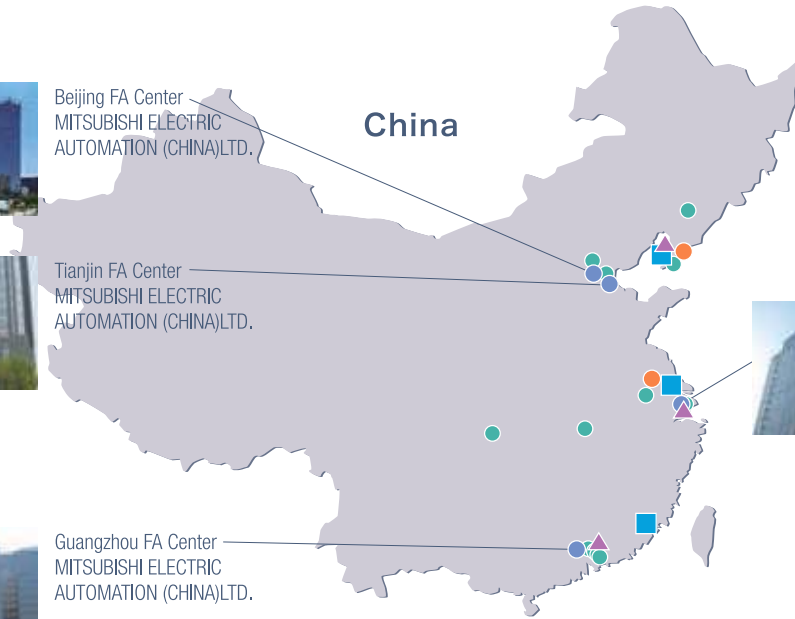 China
Beijing FA Center
MITSUBISHI ELECTRIC
AUTOMATION (CHINA)LTD.
Tianjin FA Center
MITSUBISHI ELECTRIC
AUTOMATION (CHINA)LTD.
Guangzhou FA Center
MITSUBISHI ELECTRIC
AUTOMATION (CHINA)LTD.